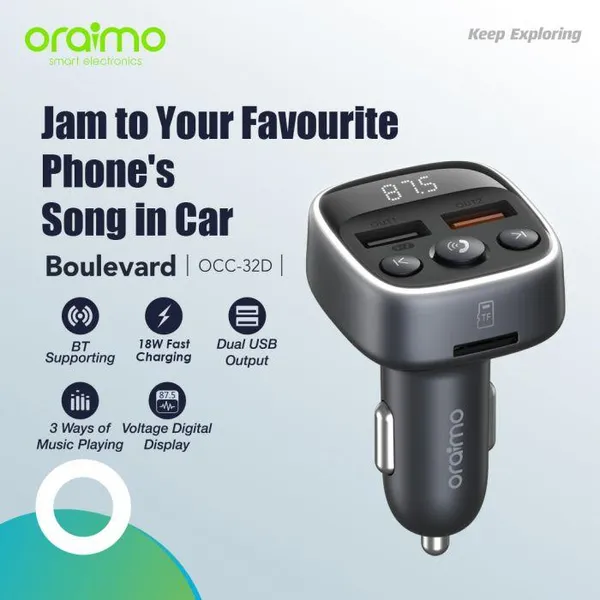 oraimo
smart electronics
Keep Exploring
Jam to Your Favourite
Phone's
Song in Car
Boulevard | OCC-32D |
BT
Supporting
18W Fast
Charging
Dual USB
Output
87.5
3 Ways of
Music Playing
Voltage Digital
Display
87.5
OUT1
OUT2
TF
oraimo